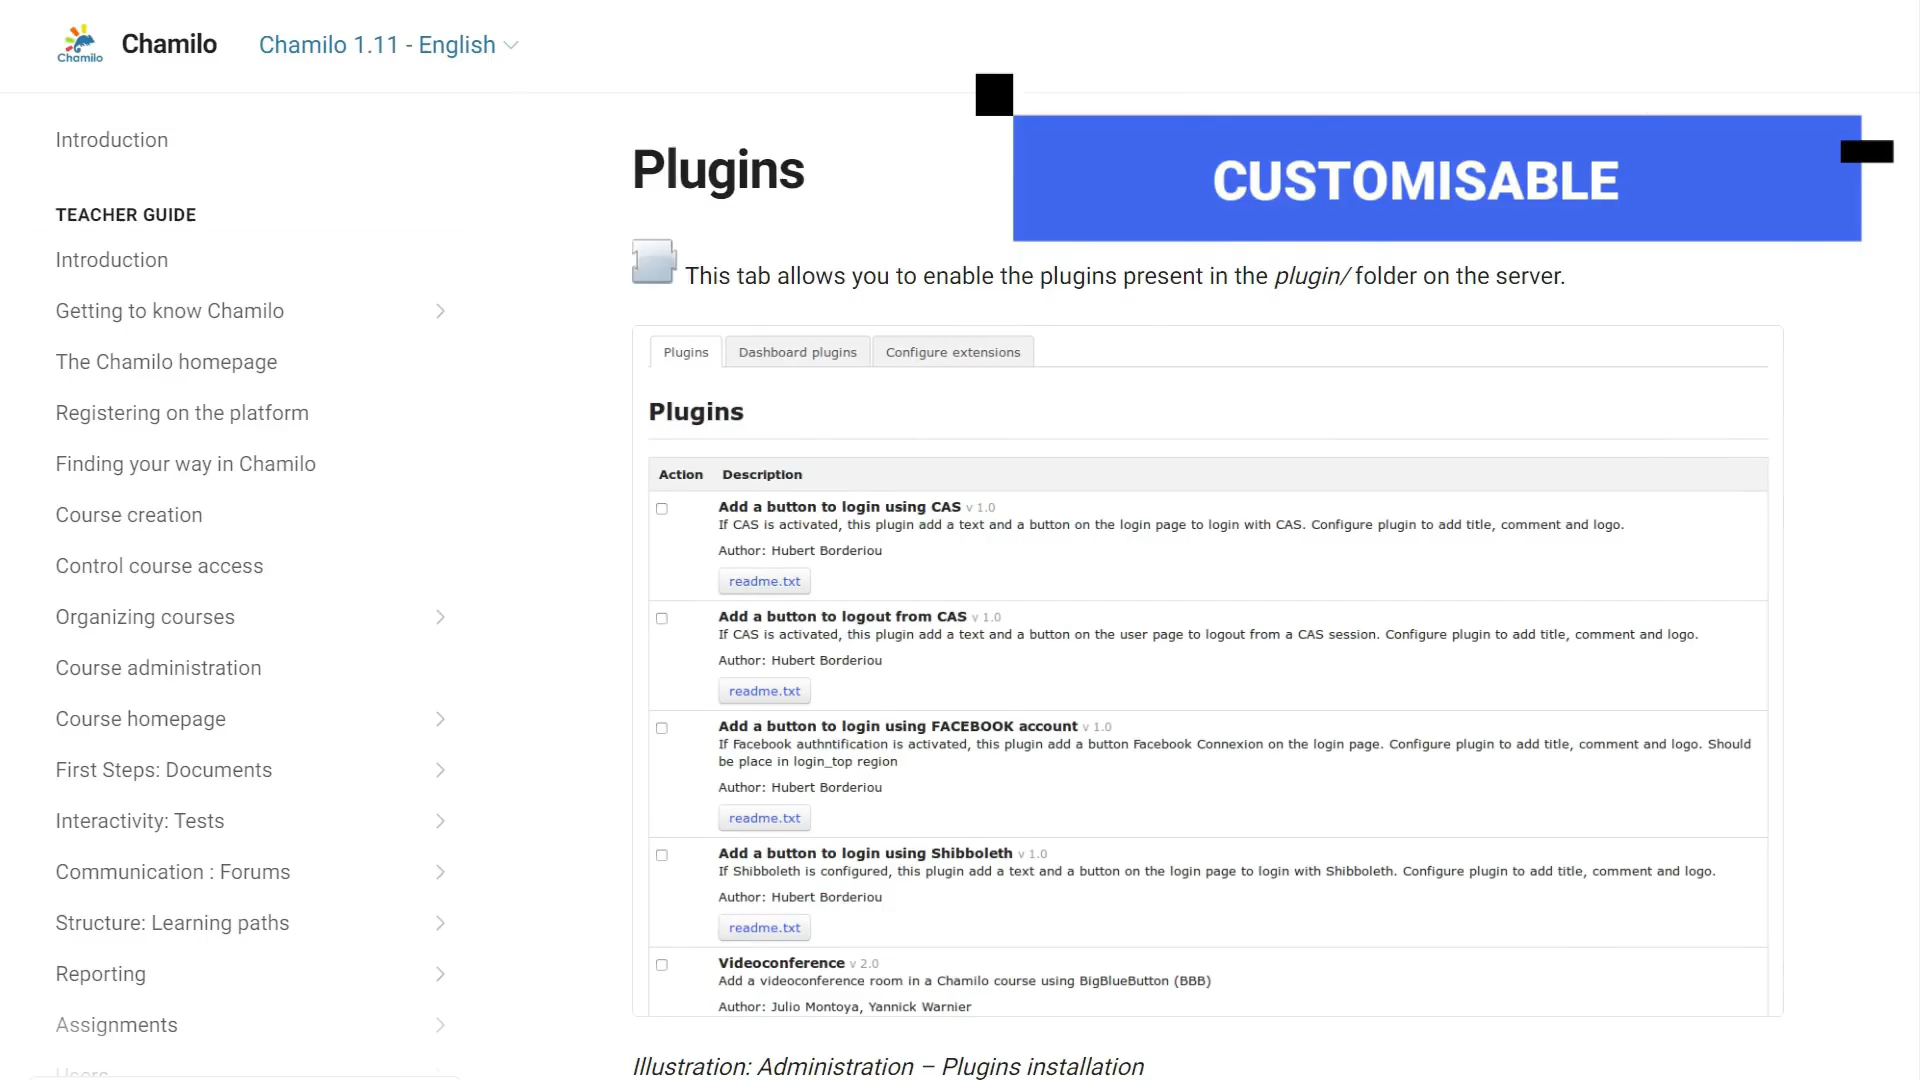 Chamilo
Chamilo
Chamilo 1.11 - English
Introduction
TEACHER GUIDE
Introduction
Getting to know Chamilo
The Chamilo homepage
Registering on the platform
Finding your way in Chamilo
Course creation
Control course access
Organizing courses
Course administration
Course homepage
First Steps: Documents
Interactivity: Tests
Communication : Forums
Structure: Learning paths
Reporting
Assignments
Users
Plugins
CUSTOMISABLE
This tab allows you to enable the plugins present in the plugin/ folder on the server.
Plugins
Dashboard plugins
Configure extensions
Plugins
Action Description
Add a button to login using CAS v 1.0
If CAS is activated, this plugin add a text and a button on the login page to login with CAS. Configure plugin to add title, comment and logo.
Author: Hubert Borderiou
readme.txt
Add a button to logout from CAS v 1.0
If CAS is activated, this plugin add a text and a button on the user page to logout from a CAS session. Configure plugin to add title, comment and logo.
Author: Hubert Borderiou
readme.txt
Add a button to login using FACEBOOK account v 1.0
If Facebook authntification is activated, this plugin add a button Facebook Connexion on the login page. Configure plugin to add title, comment and logo. Should
be place in login_top region
Author: Hubert Borderiou
readme.txt
Add a button to login using Shibboleth v 1.0
If Shibboleth is configured, this plugin add a text and a button on the login page to login with Shibboleth. Configure plugin to add title, comment and logo.
Author: Hubert Borderiou
readme.txt
Videoconference v 2.0
Add a videoconference room in a Chamilo course using BigBlueButton (BBB)
Author: Julio Montoya, Yannick Warnier
Illustration: Administration – Plugins installation